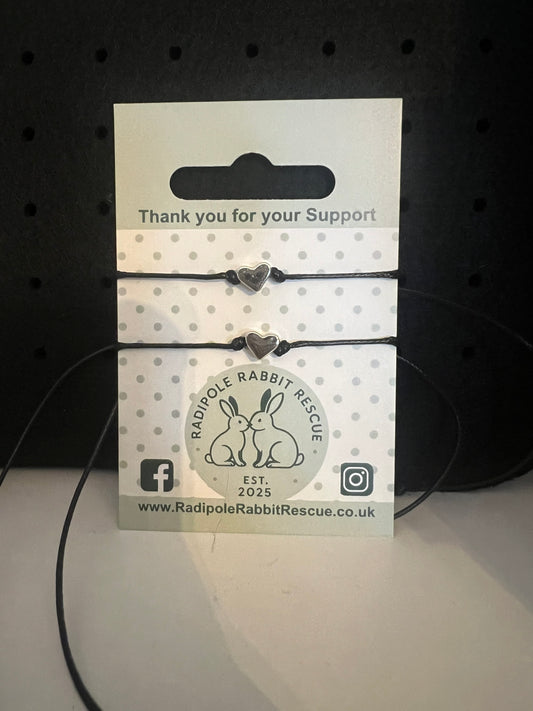 Thank you for your Support
RADIPOLE RABBIT RESCUE
EST.
2025
www.RadipoleRabbitRescue.co.uk